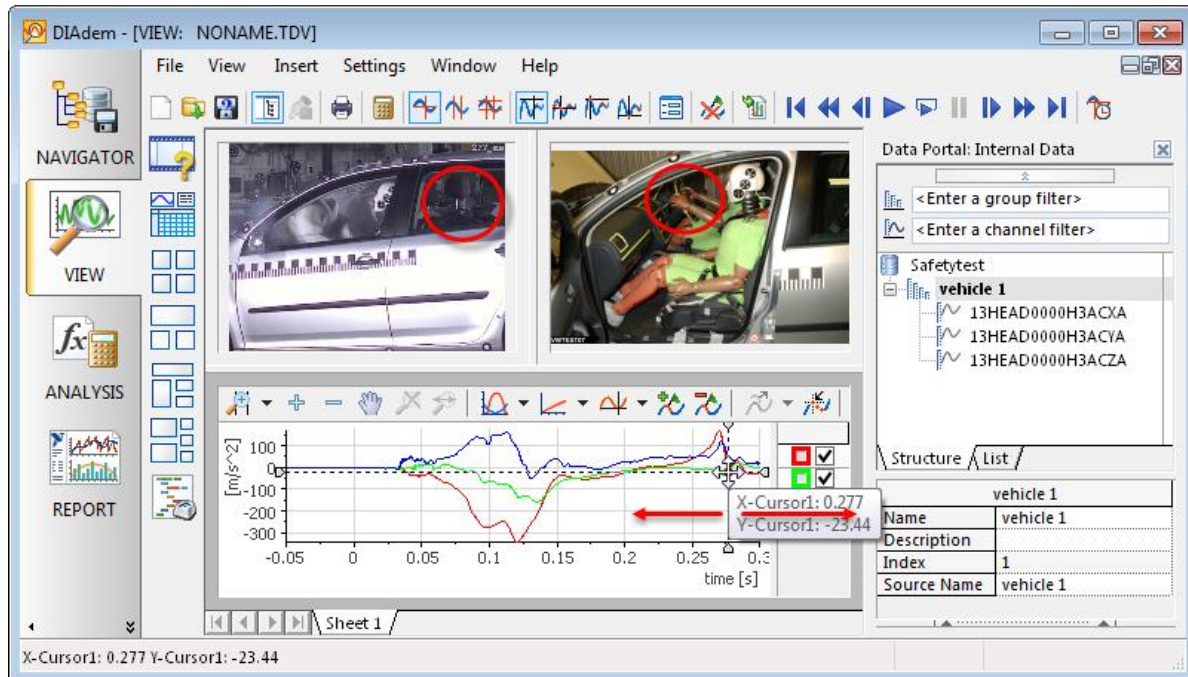 DIAdem - [VIEW: NONAME.TDV]
File View Insert Settings Window Help
NAVIGATOR
VIEW
ANALYSIS
REPORT
277_ms
Data Portal: Internal Data
<Enter a group filter>
<Enter a channel filter>
Safetytest
vehicle 1
13HEAD0000H3ACXA
13HEAD0000H3ACYA
13HEAD0000H3ACZA
Structure List
vehicle 1
Name vehicle 1
Description
Index 1
Source Name vehicle 1
[m/s^2]
100
0
-100
-200
-300
-0.05 0 0.05 0.1 0.15 0.2 0.25 0.3
time [s]
X-Cursor1: 0.277
Y-Cursor1: -23.44
Sheet 1
X-Cursor1: 0.277 Y-Cursor1: -23.44